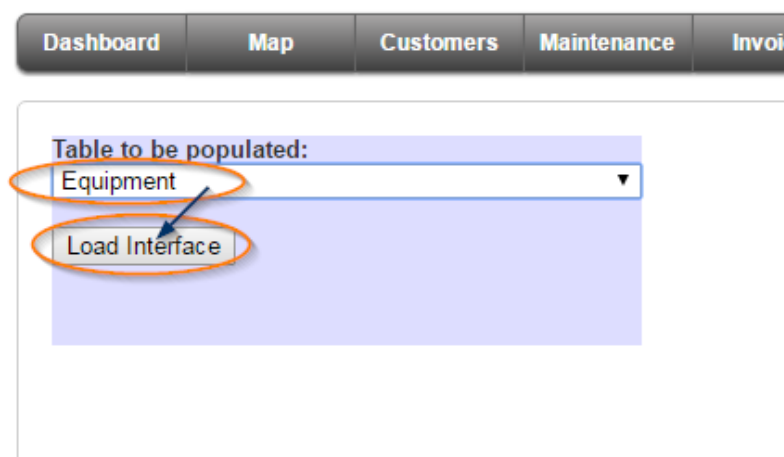 Dashboard Map Customers Maintenance
Table to be populated:
Equipment
Load Interface